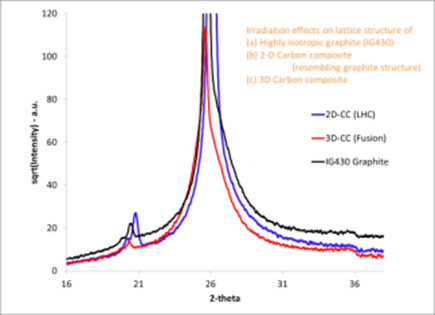 120
100
80
60
40
20
0
sqrt(Intensity) - a.u.
16
21
26
31
36
2-theta
Irradiation effects on lattice structure of
(a) Highly isotropic graphite (IG430)
(b) 2-D Carbon composite
(resembling graphite structure)
(c) 3D Carbon composite
2D-CC (LHC)
3D-CC (Fusion)
IG430 Graphite